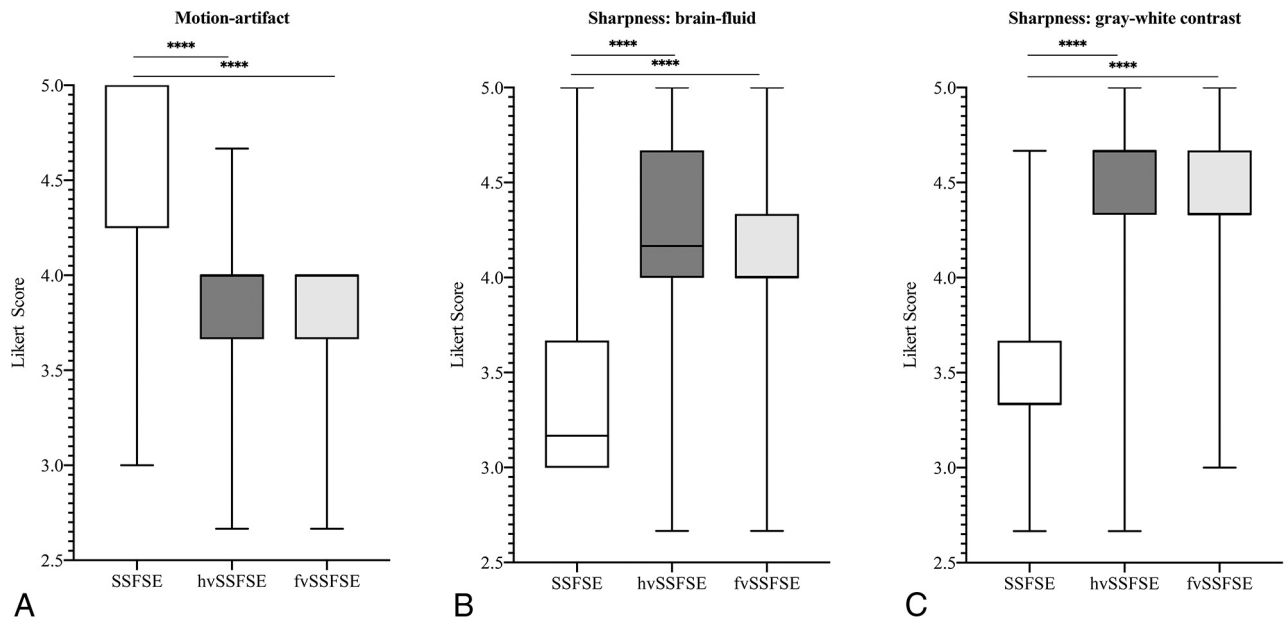 Motion-artifact
****
****
5.0
4.5
4.0
3.5
3.0
2.5
Likert Score
SSFSE hvSSFSE fvSSFSE
A
Sharpness: brain-fluid
****
****
5.0
4.5
4.0
3.5
3.0
2.5
Likert Score
SSFSE hvSSFSE fvSSFSE
B
Sharpness: gray-white contrast
****
****
5.0
4.5
4.0
3.5
3.0
2.5
Likert Score
SSFSE hvSSFSE fvSSFSE
C